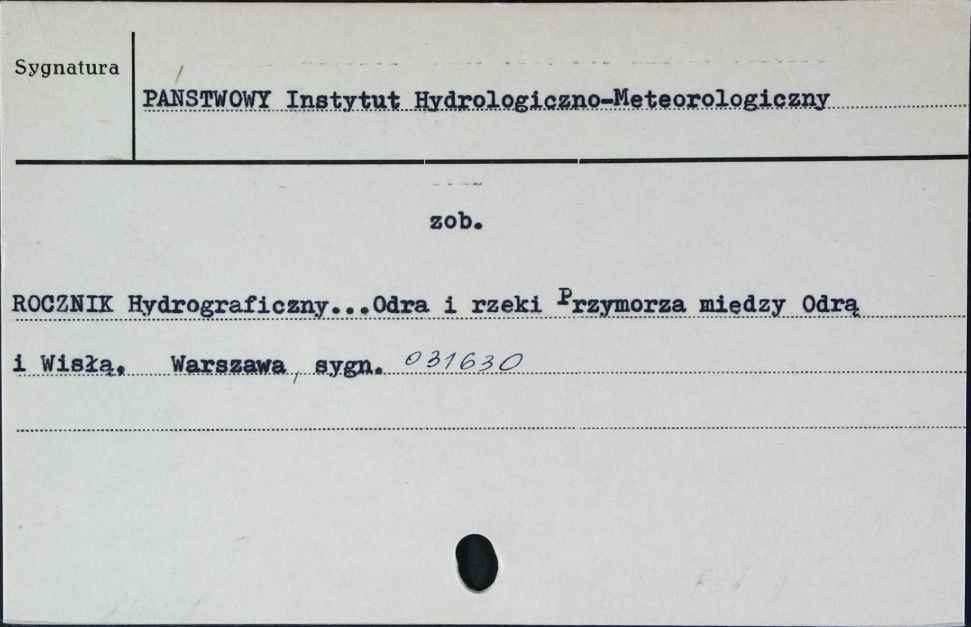 Sygnatura
PANSTWOWY Instytut Hydrologiczno-Meteorologiczny
zob.
ROCZNIK Hydrograficzny...Odra i rzeki Przymorza między Odrą
i Wisłą. Warszawa, sygn. 031630